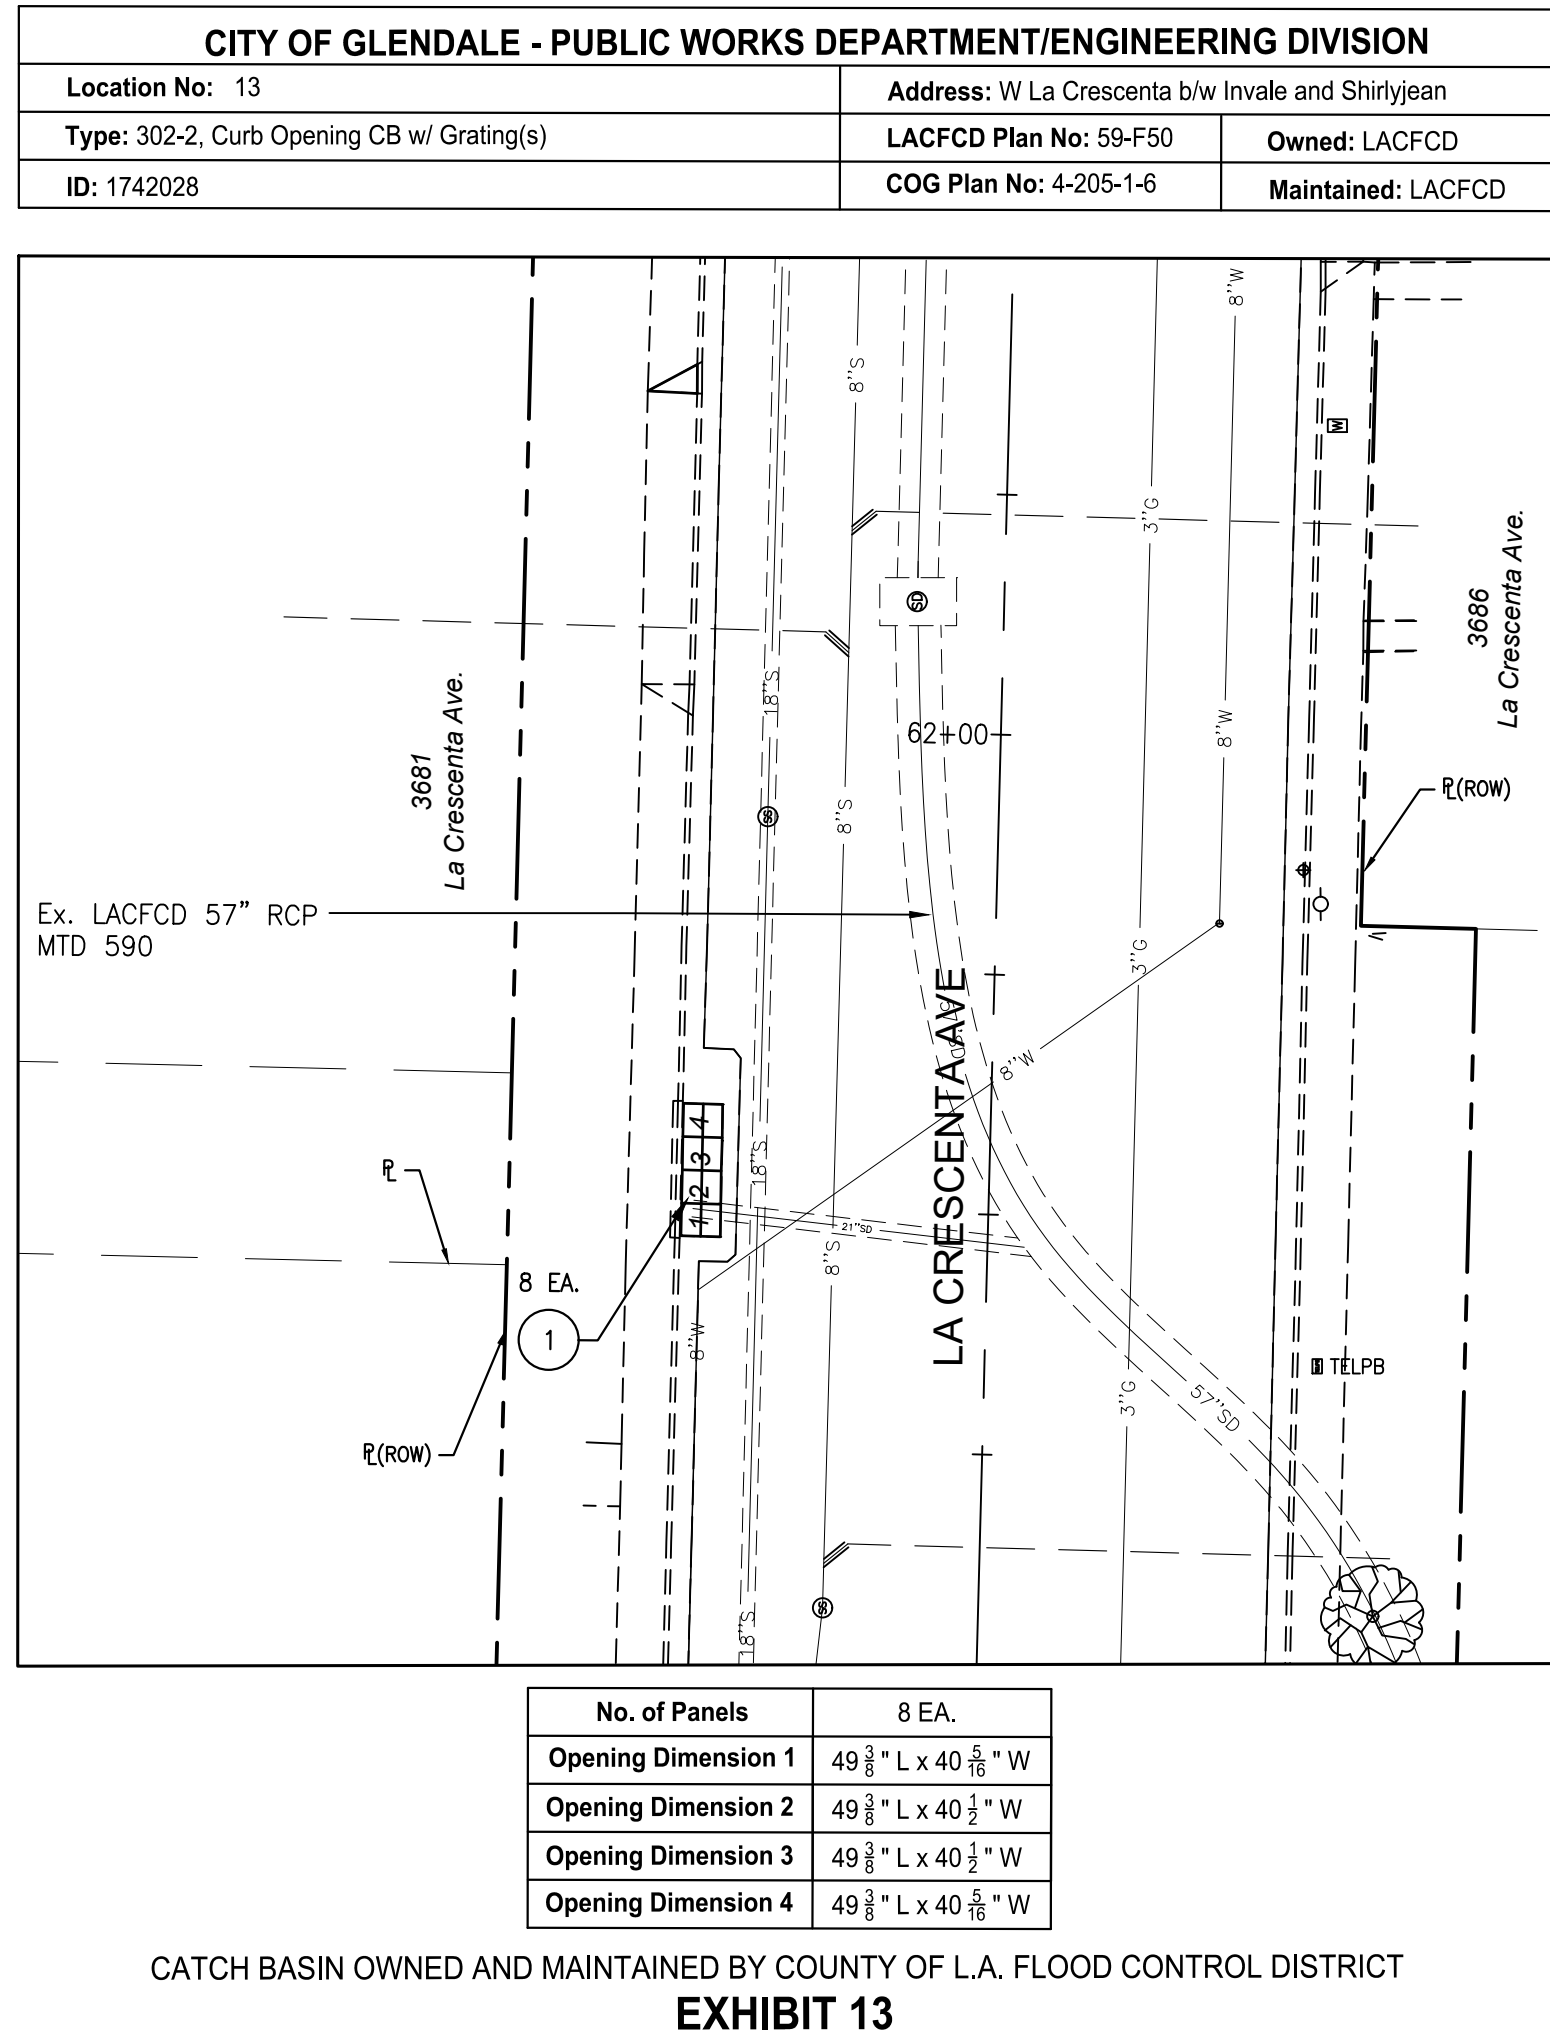 CITY OF GLENDALE - PUBLIC WORKS DEPARTMENT/ENGINEERING DIVISION
Location No: 13
Address: W La Crescenta b/w Invale and Shirlyjean
Type: 302-2, Curb Opening CB w/ Grating(s)
LACFCD Plan No: 59-F50
Owned: LACFCD
ID: 1742028
COG Plan No: 4-205-1-6
Maintained: LACFCD
8''W
8''S
W
3''G
3686
La Crescenta Ave.
SD
18''S
62+00
8''W
3681
La Crescenta Ave.
8''S
SS
℄(ROW)
Ex. LACFCD 57” RCP
MTD 590
V
3''G
57''SD
8''W
LA CRESCENTA AVE
4
3
2
1
18''S
℄
21''SD
8''S
8 EA.
1
8''W
TELPB
3''G
57''SD
℄(ROW)
SS
18''S
No. of Panels
8 EA.
Opening Dimension 1
49 3/8 " L x 40 5/16 " W
Opening Dimension 2
49 3/8 " L x 40 1/2 " W
Opening Dimension 3
49 3/8 " L x 40 1/2 " W
Opening Dimension 4
49 3/8 " L x 40 5/16 " W
CATCH BASIN OWNED AND MAINTAINED BY COUNTY OF L.A. FLOOD CONTROL DISTRICT
EXHIBIT 13